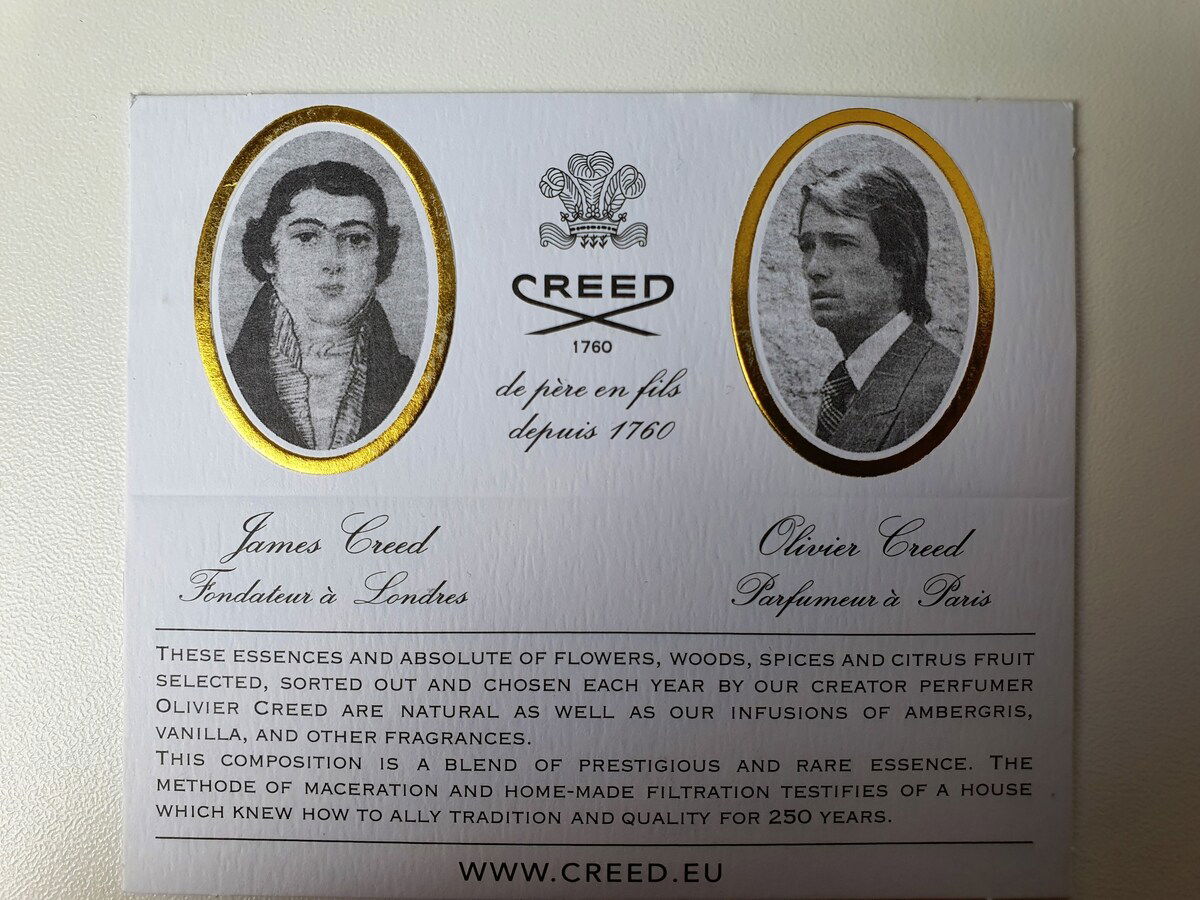 CREED
1760
de père en fils
depuis 1760
James Creed
Fondateur à Londres
Olivier Creed
Parfumeur à Paris
THESE ESSENCES AND ABSOLUTE OF FLOWERS, WOODS, SPICES AND CITRUS FRUIT
SELECTED, SORTED OUT AND CHOSEN EACH YEAR BY OUR CREATOR PERFUMER
OLIVIER CREED ARE NATURAL AS WELL AS OUR INFUSIONS OF AMBERGRIS,
VANILLA, AND OTHER FRAGRANCES.
THIS COMPOSITION IS A BLEND OF PRESTIGIOUS AND RARE ESSENCE. THE
METHODE OF MACERATION AND HOME-MADE FILTRATION TESTIFIES OF A HOUSE
WHICH KNEW HOW TO ALLY TRADITION AND QUALITY FOR 250 YEARS.
WWW.CREED.EU